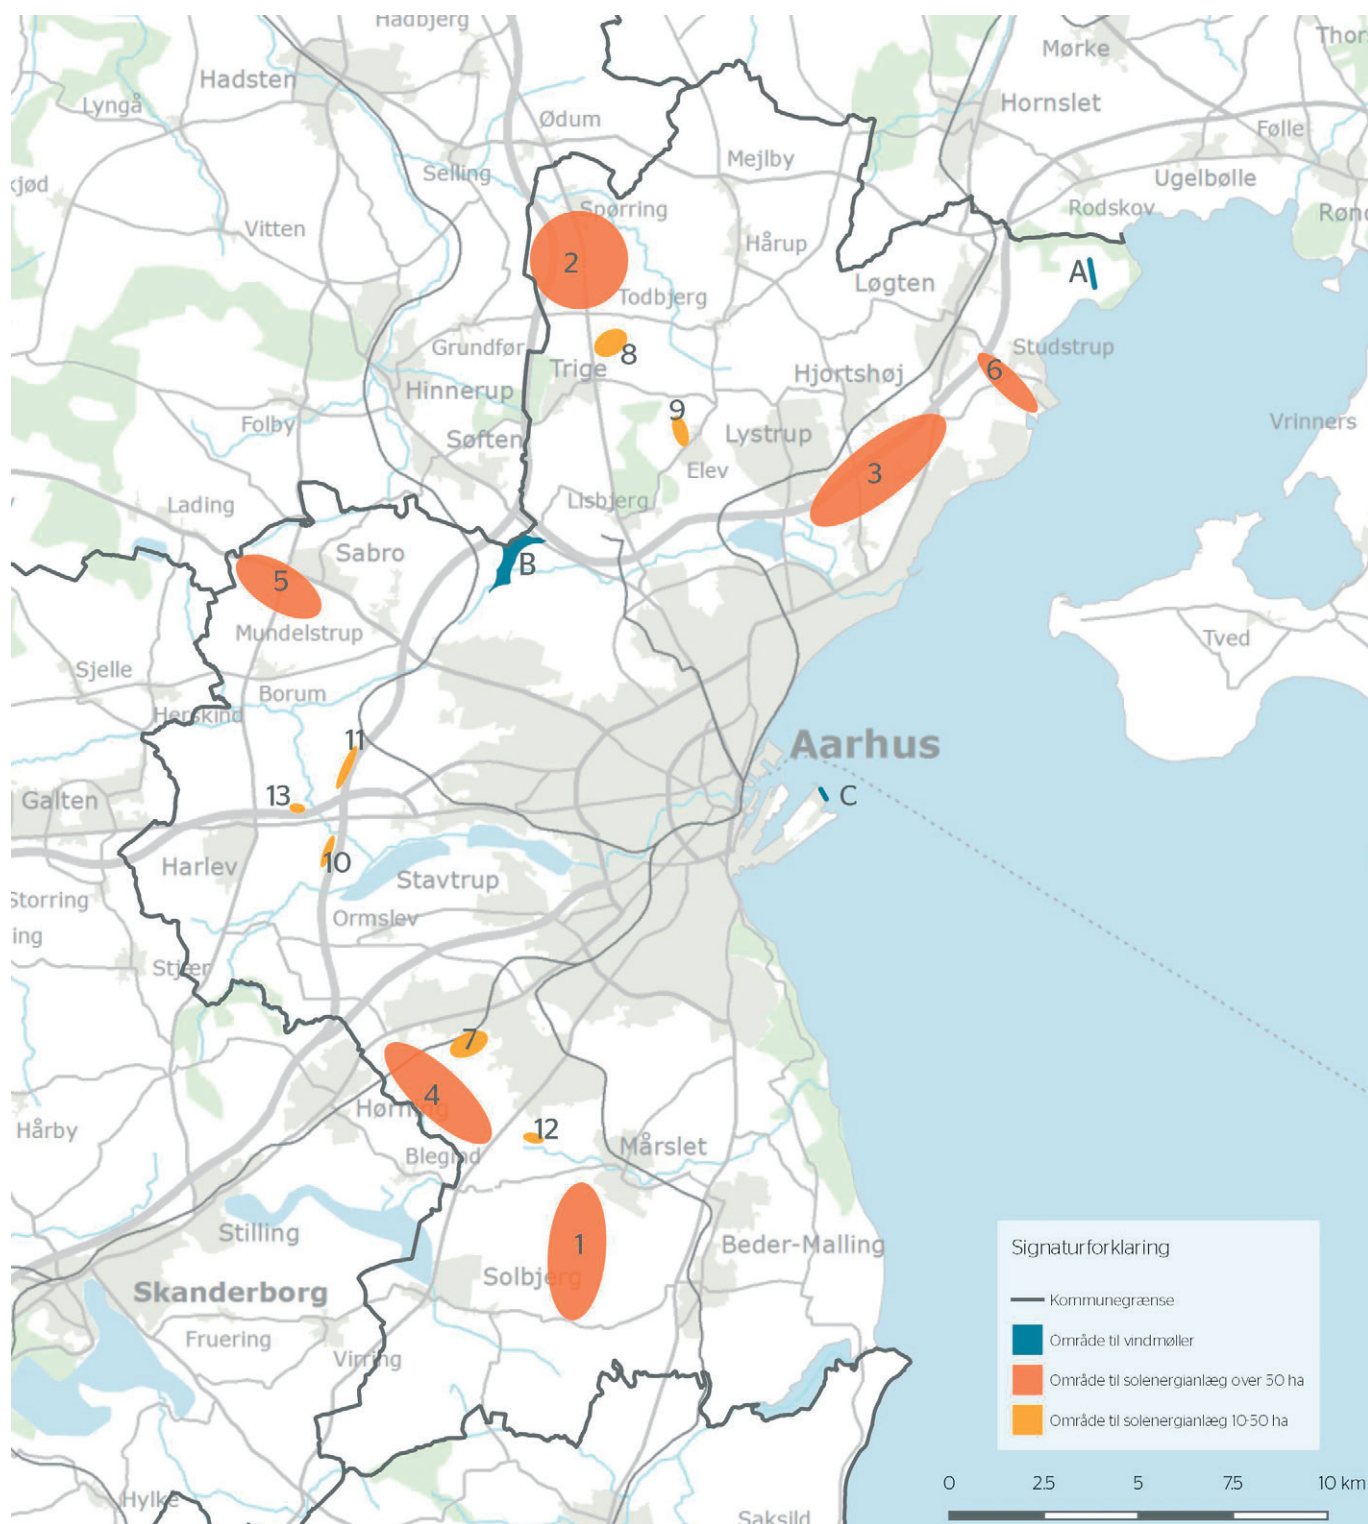 Hadbjerg
Mørke
Hadsten
Lyngå
Hornslet
Ødum
Følle
Mejlby
Selling
Ugelbølle
Rodskov
Spørring
Vitten
Hårup
2
A
Todbjerg
Løgten
Grundfør
8
Studstrup
Trige
Hjortshøj
6
Hinnerup
9
Vrinners
Folby
Søften
Lystrup
Elev
3
Lading
Lisbjerg
Sabro
B
5
Mundelstrup
Tved
Sjelle
Borum
Herskind
11
Aarhus
13
C
Galten
Harlev
10
Stavtrup
Storring
Ormslev
ing
Stjær
7
4
Hørning
Hårby
12
Mårslet
Blegind
Stilling
1
Beder-Malling
Solbjerg
Skanderborg
Fruering
Virring
Hylke
Saksild
Signaturforklaring
Kommunegrænse
Område til vindmøller
Område til solenergianlæg over 50 ha
Område til solenergianlæg 10-50 ha
0 2.5 5 7.5 10 km